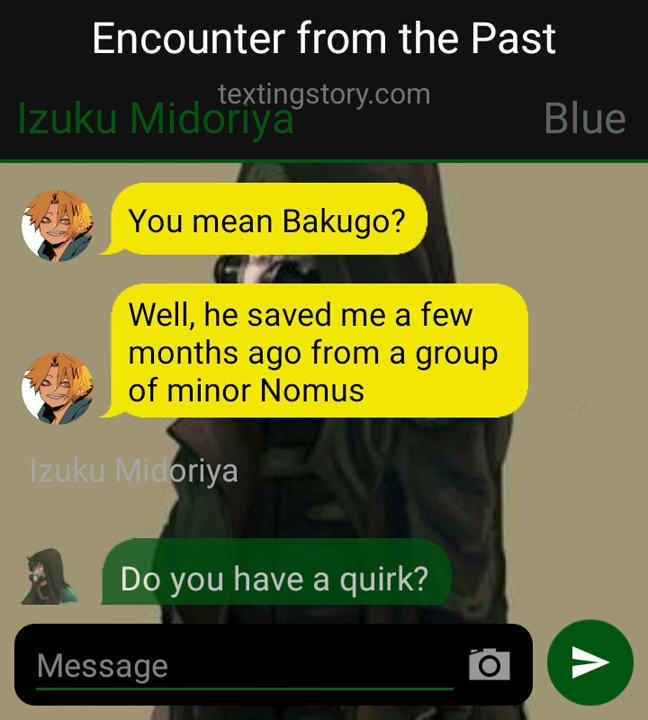 Encounter from the Past
textingstory.com
Izuku Midoriya
Blue
You mean Bakugo?
Well, he saved me a few
months ago from a group
of minor Nomus
Izuku Midoriya
Do you have a quirk?
Message